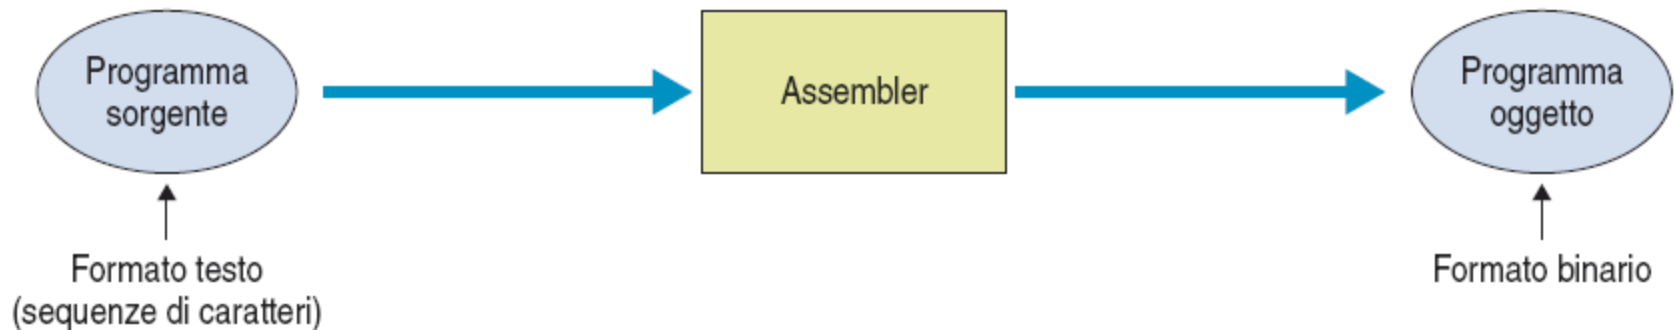 Programma
sorgente
Assembler
Programma
oggetto
Formato testo
(sequenze di caratteri)
Formato binario